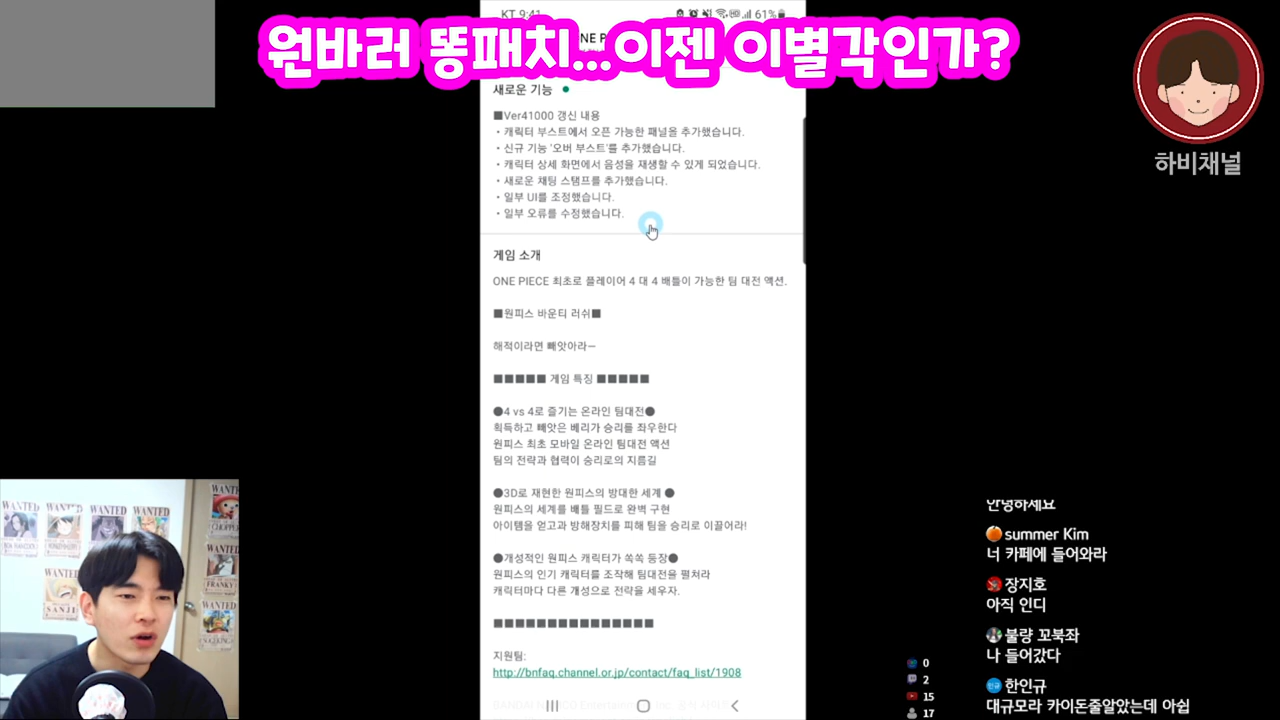 원바러 똥패치...이젠 이별각인가?
KT 9:41
61%
ONE P
하비채널
새로운 기능
■Ver41000 갱신 내용
・캐릭터 부스트에서 오픈 가능한 패널을 추가했습니다.
・신규 기능 '오버 부스트'를 추가했습니다.
・캐릭터 상세 화면에서 음성을 재생할 수 있게 되었습니다.
・새로운 채팅 스탬프를 추가했습니다.
・일부 UI를 조정했습니다.
・일부 오류를 수정했습니다.
게임 소개
ONE PIECE 최초로 플레이어 4 대 4 배틀이 가능한 팀 대전 액션.
■원피스 바운티 러쉬■
해적이라면 빼앗아라ー
■■■■■ 게임 특징 ■■■■■
●4 vs 4로 즐기는 온라인 팀대전●
획득하고 빼앗은 베리가 승리를 좌우한다
원피스 최초 모바일 온라인 팀대전 액션
팀의 전략과 협력이 승리로의 지름길
●3D로 재현한 원피스의 방대한 세계 ●
원피스의 세계를 배틀 필드로 완벽 구현
아이템을 얻고과 방해장치를 피해 팀을 승리로 이끌어라!
●개성적인 원피스 캐릭터가 쏙쏙 등장●
원피스의 인기 캐릭터를 조작해 팀대전을 펼쳐라
캐릭터마다 다른 개성으로 전략을 세우자.
■■■■■■■■■■■■■■■
지원팀:
http://bnfaq.channel.or.jp/contact/faq_list/1908
WANTED
WANTED
WANTED
WANTED
WANTED
CHOPPER
WANTED
FRANKY
WANTED
SANJI
WANTED
안녕하세요
summer Kim
너 카페에 들어와라
장지호
아직 인디
불량 꼬북좌
나 들어갔다
한인규
대규모라 카이돈줄알았는데 아쉽
0
2
15
17